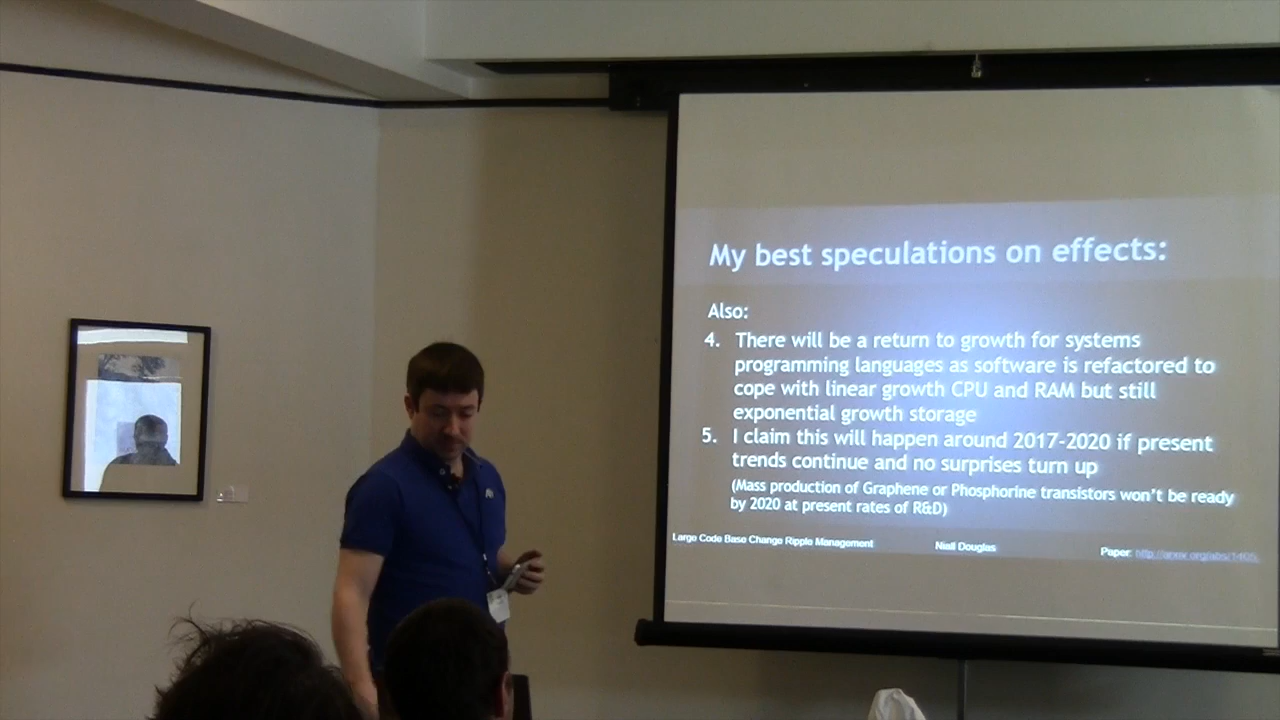 My best speculations on effects:
Also:
4. There will be a return to growth for systems
programming languages as software is refactored to
cope with linear growth CPU and RAM but still
exponential growth storage
5. I claim this will happen around 2017-2020 if present
trends continue and no surprises turn up
(Mass production of Graphene or Phosphorine transistors won't be ready
by 2020 at present rates of R&D)
Large Code Base Change Ripple Management Niall Douglas Paper: